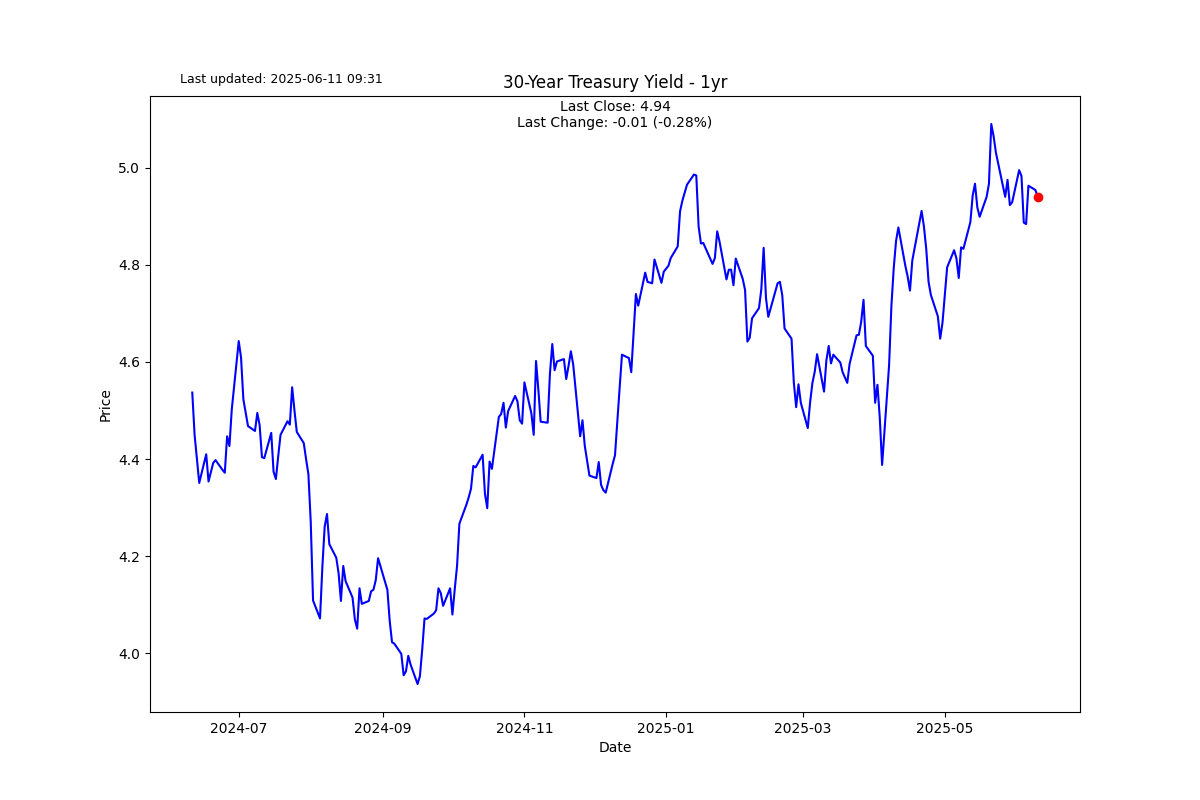 Last updated: 2025-06-11 09:31
30-Year Treasury Yield - 1yr
Last Close: 4.94
Last Change: -0.01 (-0.28%)
Price
5.0
4.8
4.6
4.4
4.2
4.0
2024-07
2024-09
2024-11
2025-01
2025-03
2025-05
Date